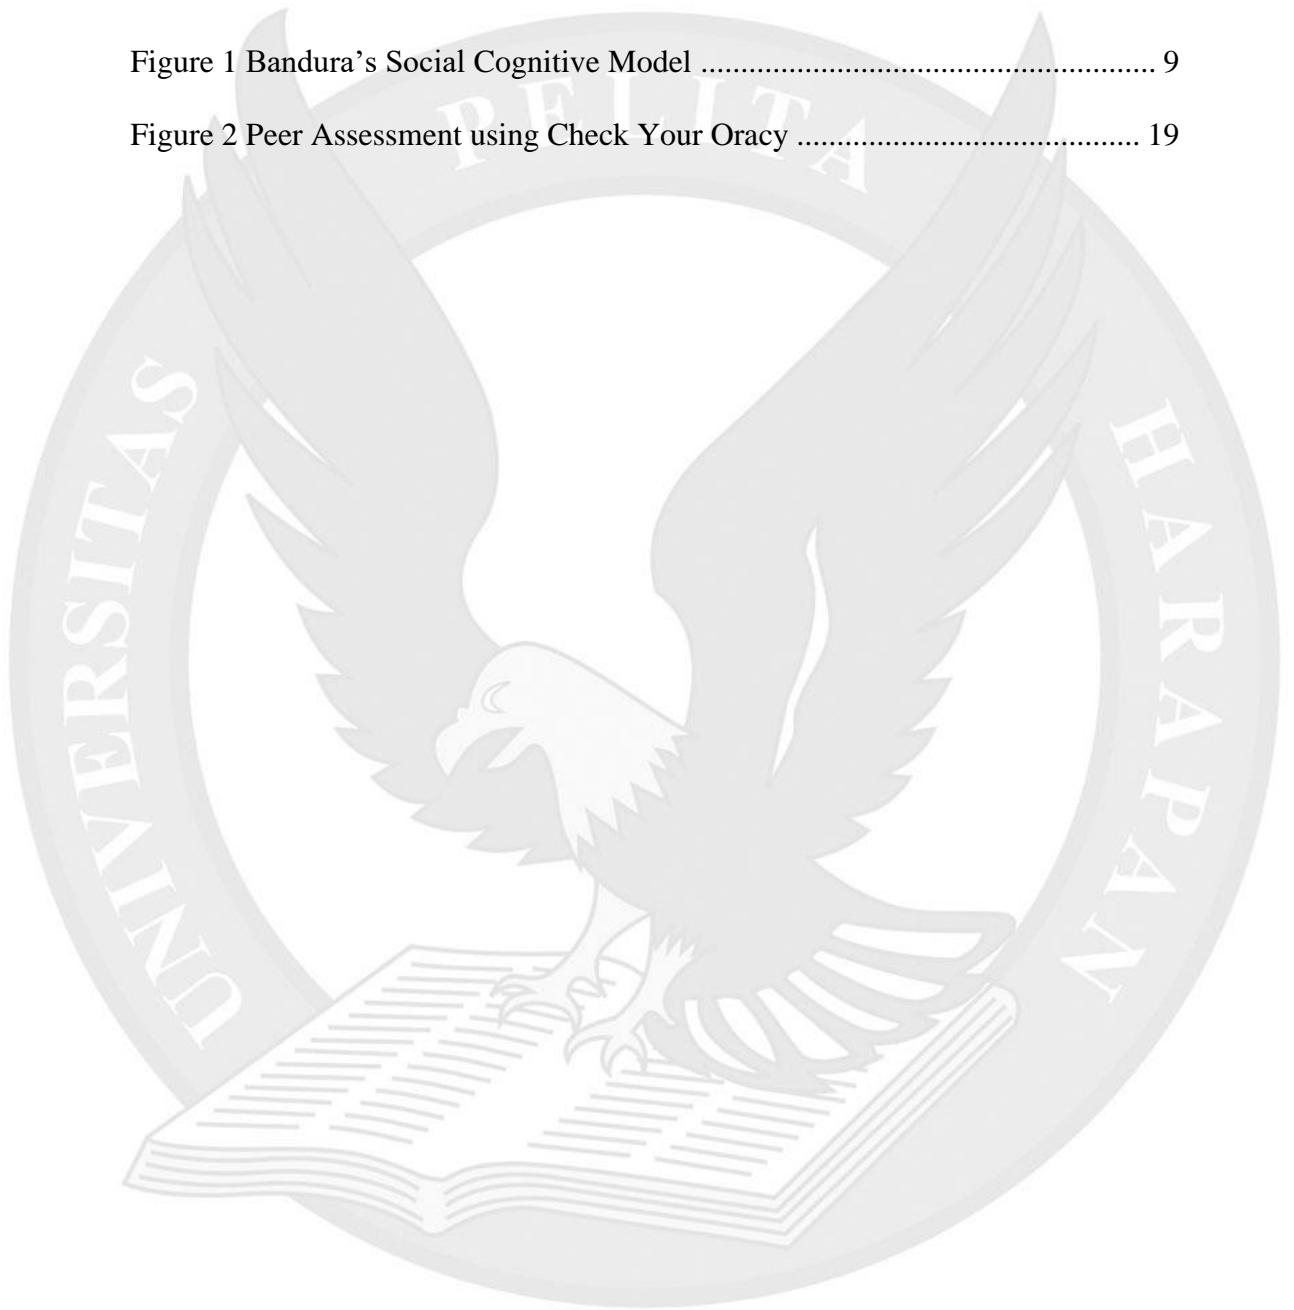 Figure 1 Bandura’s Social Cognitive Model .......................................................... 9
Figure 2 Peer Assessment using Check Your Oracy ............................................ 19
UNIVERSITAS PELITA HARAPAN